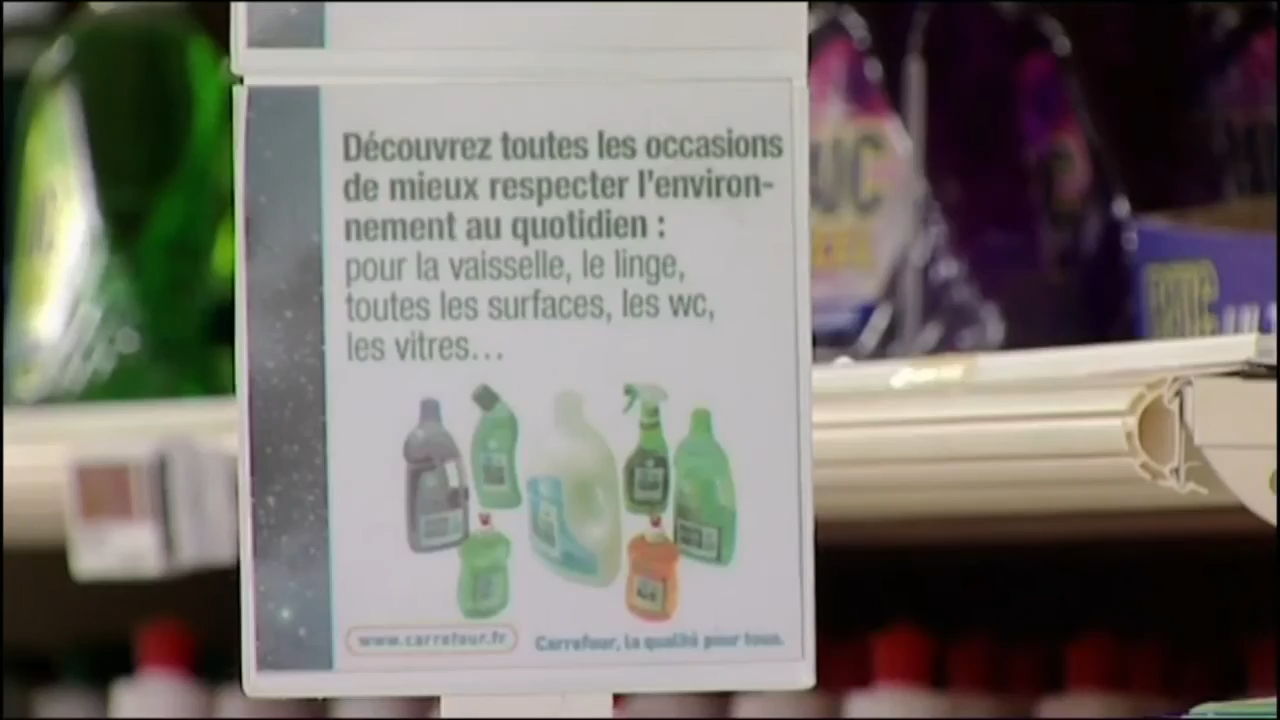 Découvrez toutes les occasions
de mieux respecter l'environ-
nement au quotidien :
pour la vaisselle, le linge,
toutes les surfaces, les wc,
les vitres...
www.carrefour.fr
Carrefour, la qualité pour tous.
WC